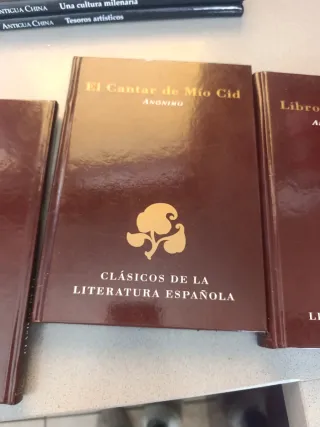 ANTIGUA CHINA Una cultura milenaria
ANTIGUA CHINA Tesoros artísticos
El Cantar de Mío Cid
ANÓNIMO
CLÁSICOS DE LA
LITERATURA ESPAÑOLA
Libro